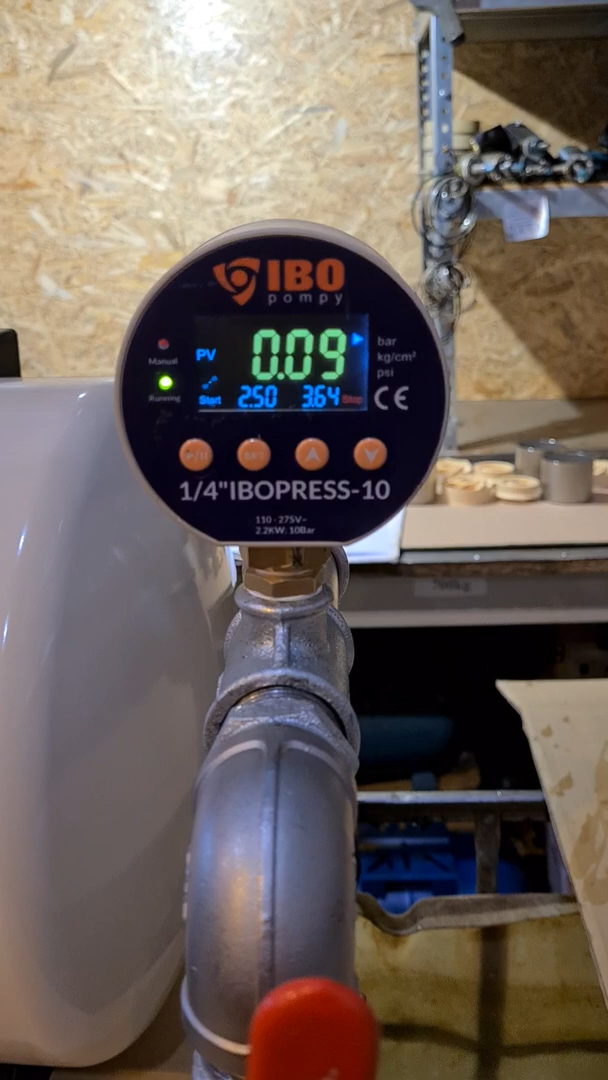 IBO
pompy
PV 0.09
bar
kg/cm²
psi
Manual
Running
Start 2.50 3.64 Stop
CE
SET
1/4"IBOPRESS-10
110 - 275V~
2.2KW: 10Bar